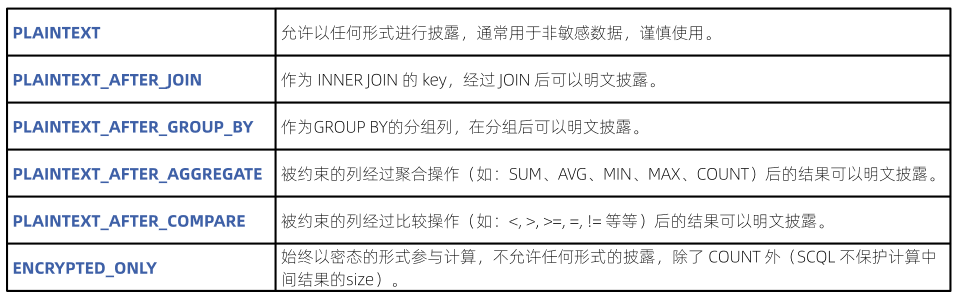 PLAINTEXT 允许以任何形式进行披露，通常用于非敏感数据，谨慎使用。
PLAINTEXT_AFTER_JOIN 作为 INNER JOIN 的 key，经过 JOIN 后可以明文披露。
PLAINTEXT_AFTER_GROUP_BY 作为GROUP BY的分组列，在分组后可以明文披露。
PLAINTEXT_AFTER_AGGREGATE 被约束的列经过聚合操作（如：SUM、AVG、MIN、MAX、COUNT）后的结果可以明文披露。
PLAINTEXT_AFTER_COMPARE 被约束的列经过比较操作（如：<, >, >=, =, != 等等）后的结果可以明文披露。
ENCRYPTED_ONLY 始终以密态的形式参与计算，不允许任何形式的披露，除了 COUNT 外（SCQL 不保护计算中
间结果的size）。